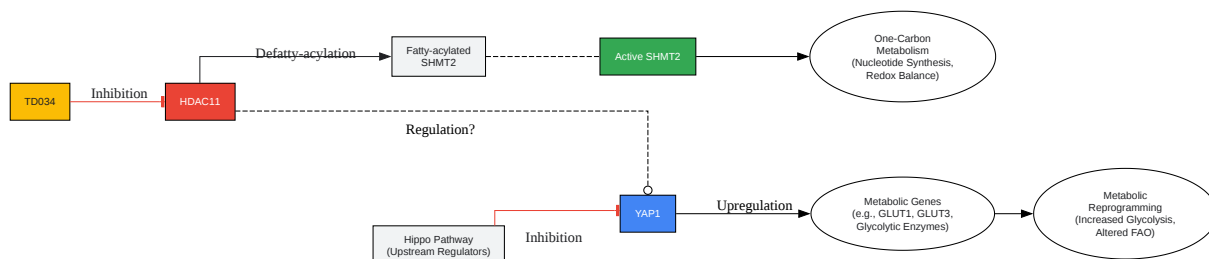 One-Carbon
Metabolism
(Nucleotide Synthesis,
Redox Balance)
Defatty-acylation
Fatty-acylated
SHMT2
Active SHMT2
TD034
Inhibition
HDAC11
Regulation?
Hippo Pathway
(Upstream Regulators)
Inhibition
YAP1
Upregulation
Metabolic Genes
(e.g., GLUT1, GLUT3,
Glycolytic Enzymes)
Metabolic
Reprogramming
(Increased Glycolysis,
Altered FAO)